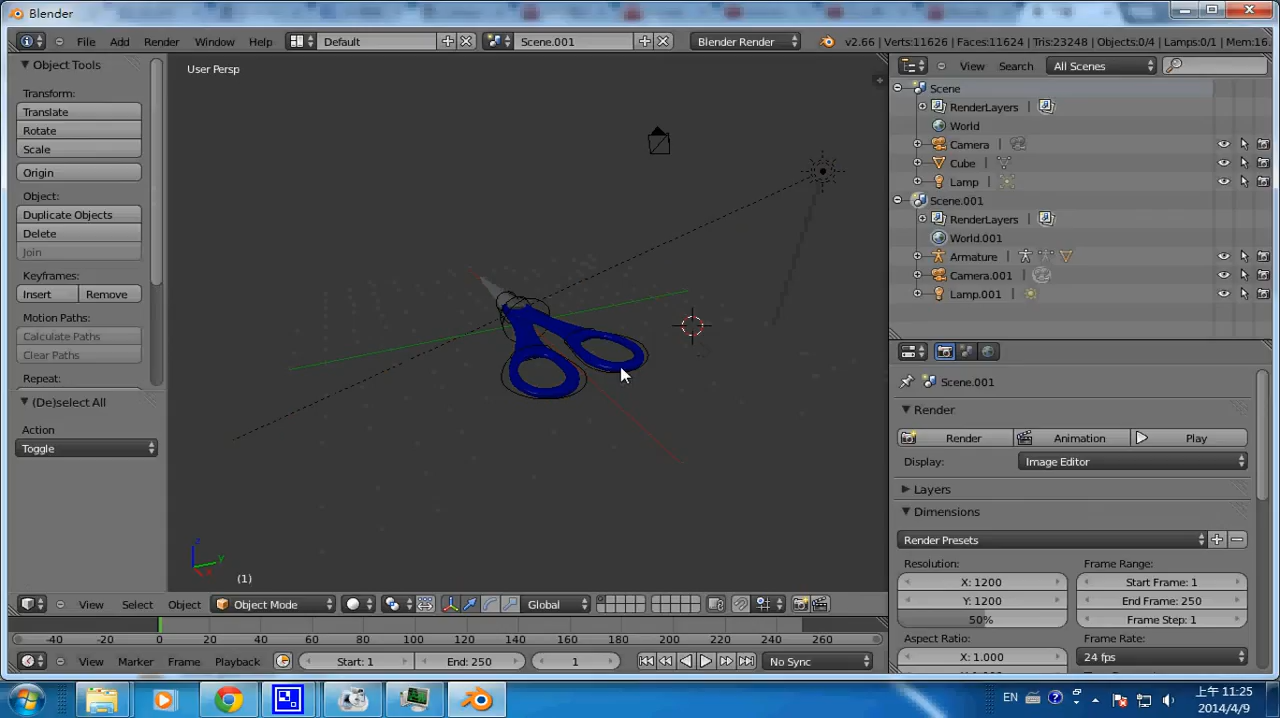 Blender
File Add Render Window Help Default Scene.001 Blender Render v2.66 | Verts:11626 | Faces:11624 | Tris:23248 | Objects:0/4 | Lamps:0/1 | Mem:16.
Object Tools
User Persp
View Search All Scenes
Transform:
Translate
Rotate
Scale
Origin
Object:
Duplicate Objects
Delete
Join
Keyframes:
Insert Remove
Motion Paths:
Calculate Paths
Clear Paths
Repeat:
(De)select All
Action
Toggle
z
y
x
(1)
Scene
RenderLayers
World
Camera
Cube
Lamp
Scene.001
RenderLayers
World.001
Armature
Camera.001
Lamp.001
Scene.001
Render
Render Animation Play
Display: Image Editor
Layers
Dimensions
Render Presets
Resolution: Frame Range:
X: 1200 Start Frame: 1
Y: 1200 End Frame: 250
50% Frame Step: 1
Aspect Ratio: Frame Rate:
X: 1.000 24 fps
View Select Object Object Mode Global
-40 -20 0 20 40 60 80 100 120 140 160 180 200 220 240 260
View Marker Frame Playback Start: 1 End: 250 1 No Sync
EN
上午 11:25
2014/4/9